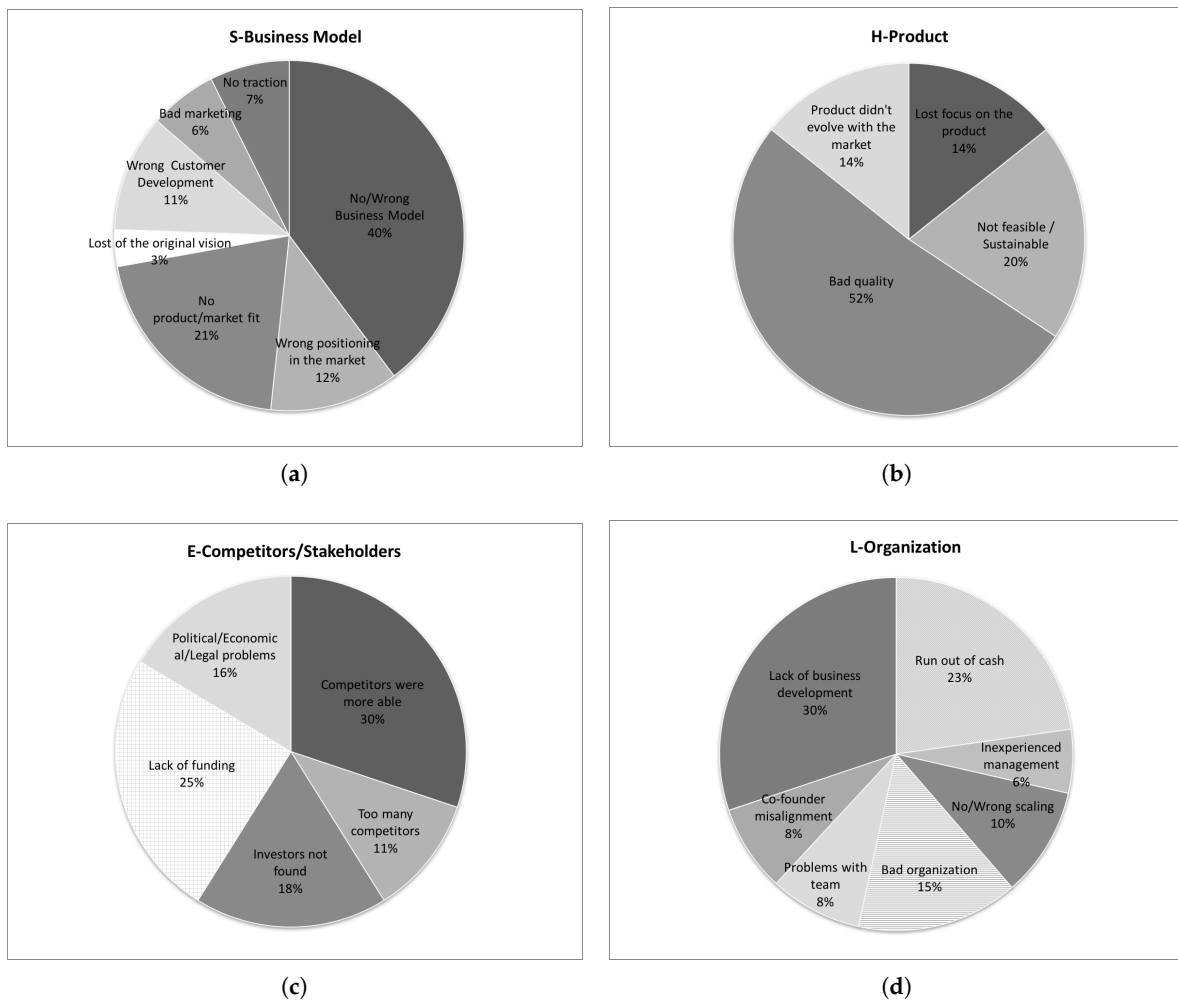 S-Business Model
No traction
7%
Bad marketing
6%
Wrong Customer
Development
11%
Lost of the original vision
3%
No
product/market fit
21%
Wrong positioning
in the market
12%
No/Wrong
Business Model
40%
(a)
H-Product
Product didn't
evolve with the
market
14%
Lost focus on the
product
14%
Not feasible /
Sustainable
20%
Bad quality
52%
(b)
E-Competitors/Stakeholders
Political/Economic
al/Legal problems
16%
Competitors were
more able
30%
Lack of funding
25%
Too many
competitors
11%
Investors not
found
18%
(c)
L-Organization
Run out of cash
23%
Lack of business
development
30%
Inexperienced
management
6%
No/Wrong scaling
10%
Co-founder
misalignment
8%
Problems with
team
8%
Bad organization
15%
(d)